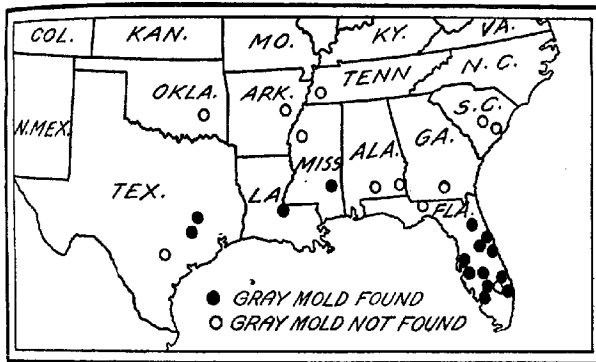 COL.
KAN.
MO.
KY.
VA.
N.MEX.
OKLA.
ARK.
TENN
N.C.
S.C.
TEX.
LA.
MISS
ALA.
GA.
FLA.
GRAY MOLD FOUND
GRAY MOLD NOT FOUND